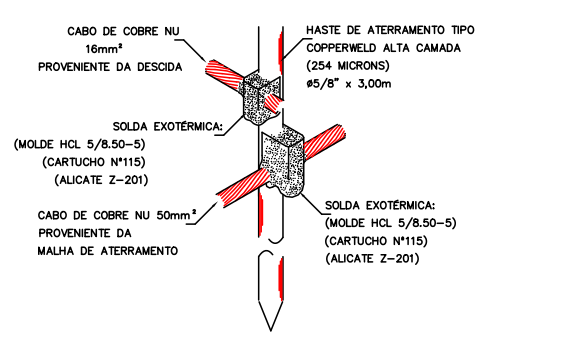 CABO DE COBRE NU
16mm²
PROVENIENTE DA DESCIDA
HASTE DE ATERRAMENTO TIPO
COPPERWELD ALTA CAMADA
(254 MICRONS)
ø5/8" x 3,00m
SOLDA EXOTÉRMICA:
(MOLDE HCL 5/8.50-5)
(CARTUCHO N°115)
(ALICATE Z-201)
CABO DE COBRE NU 50mm²
PROVENIENTE DA
MALHA DE ATERRAMENTO
SOLDA EXOTÉRMICA:
(MOLDE HCL 5/8.50-5)
(CARTUCHO N°115)
(ALICATE Z-201)